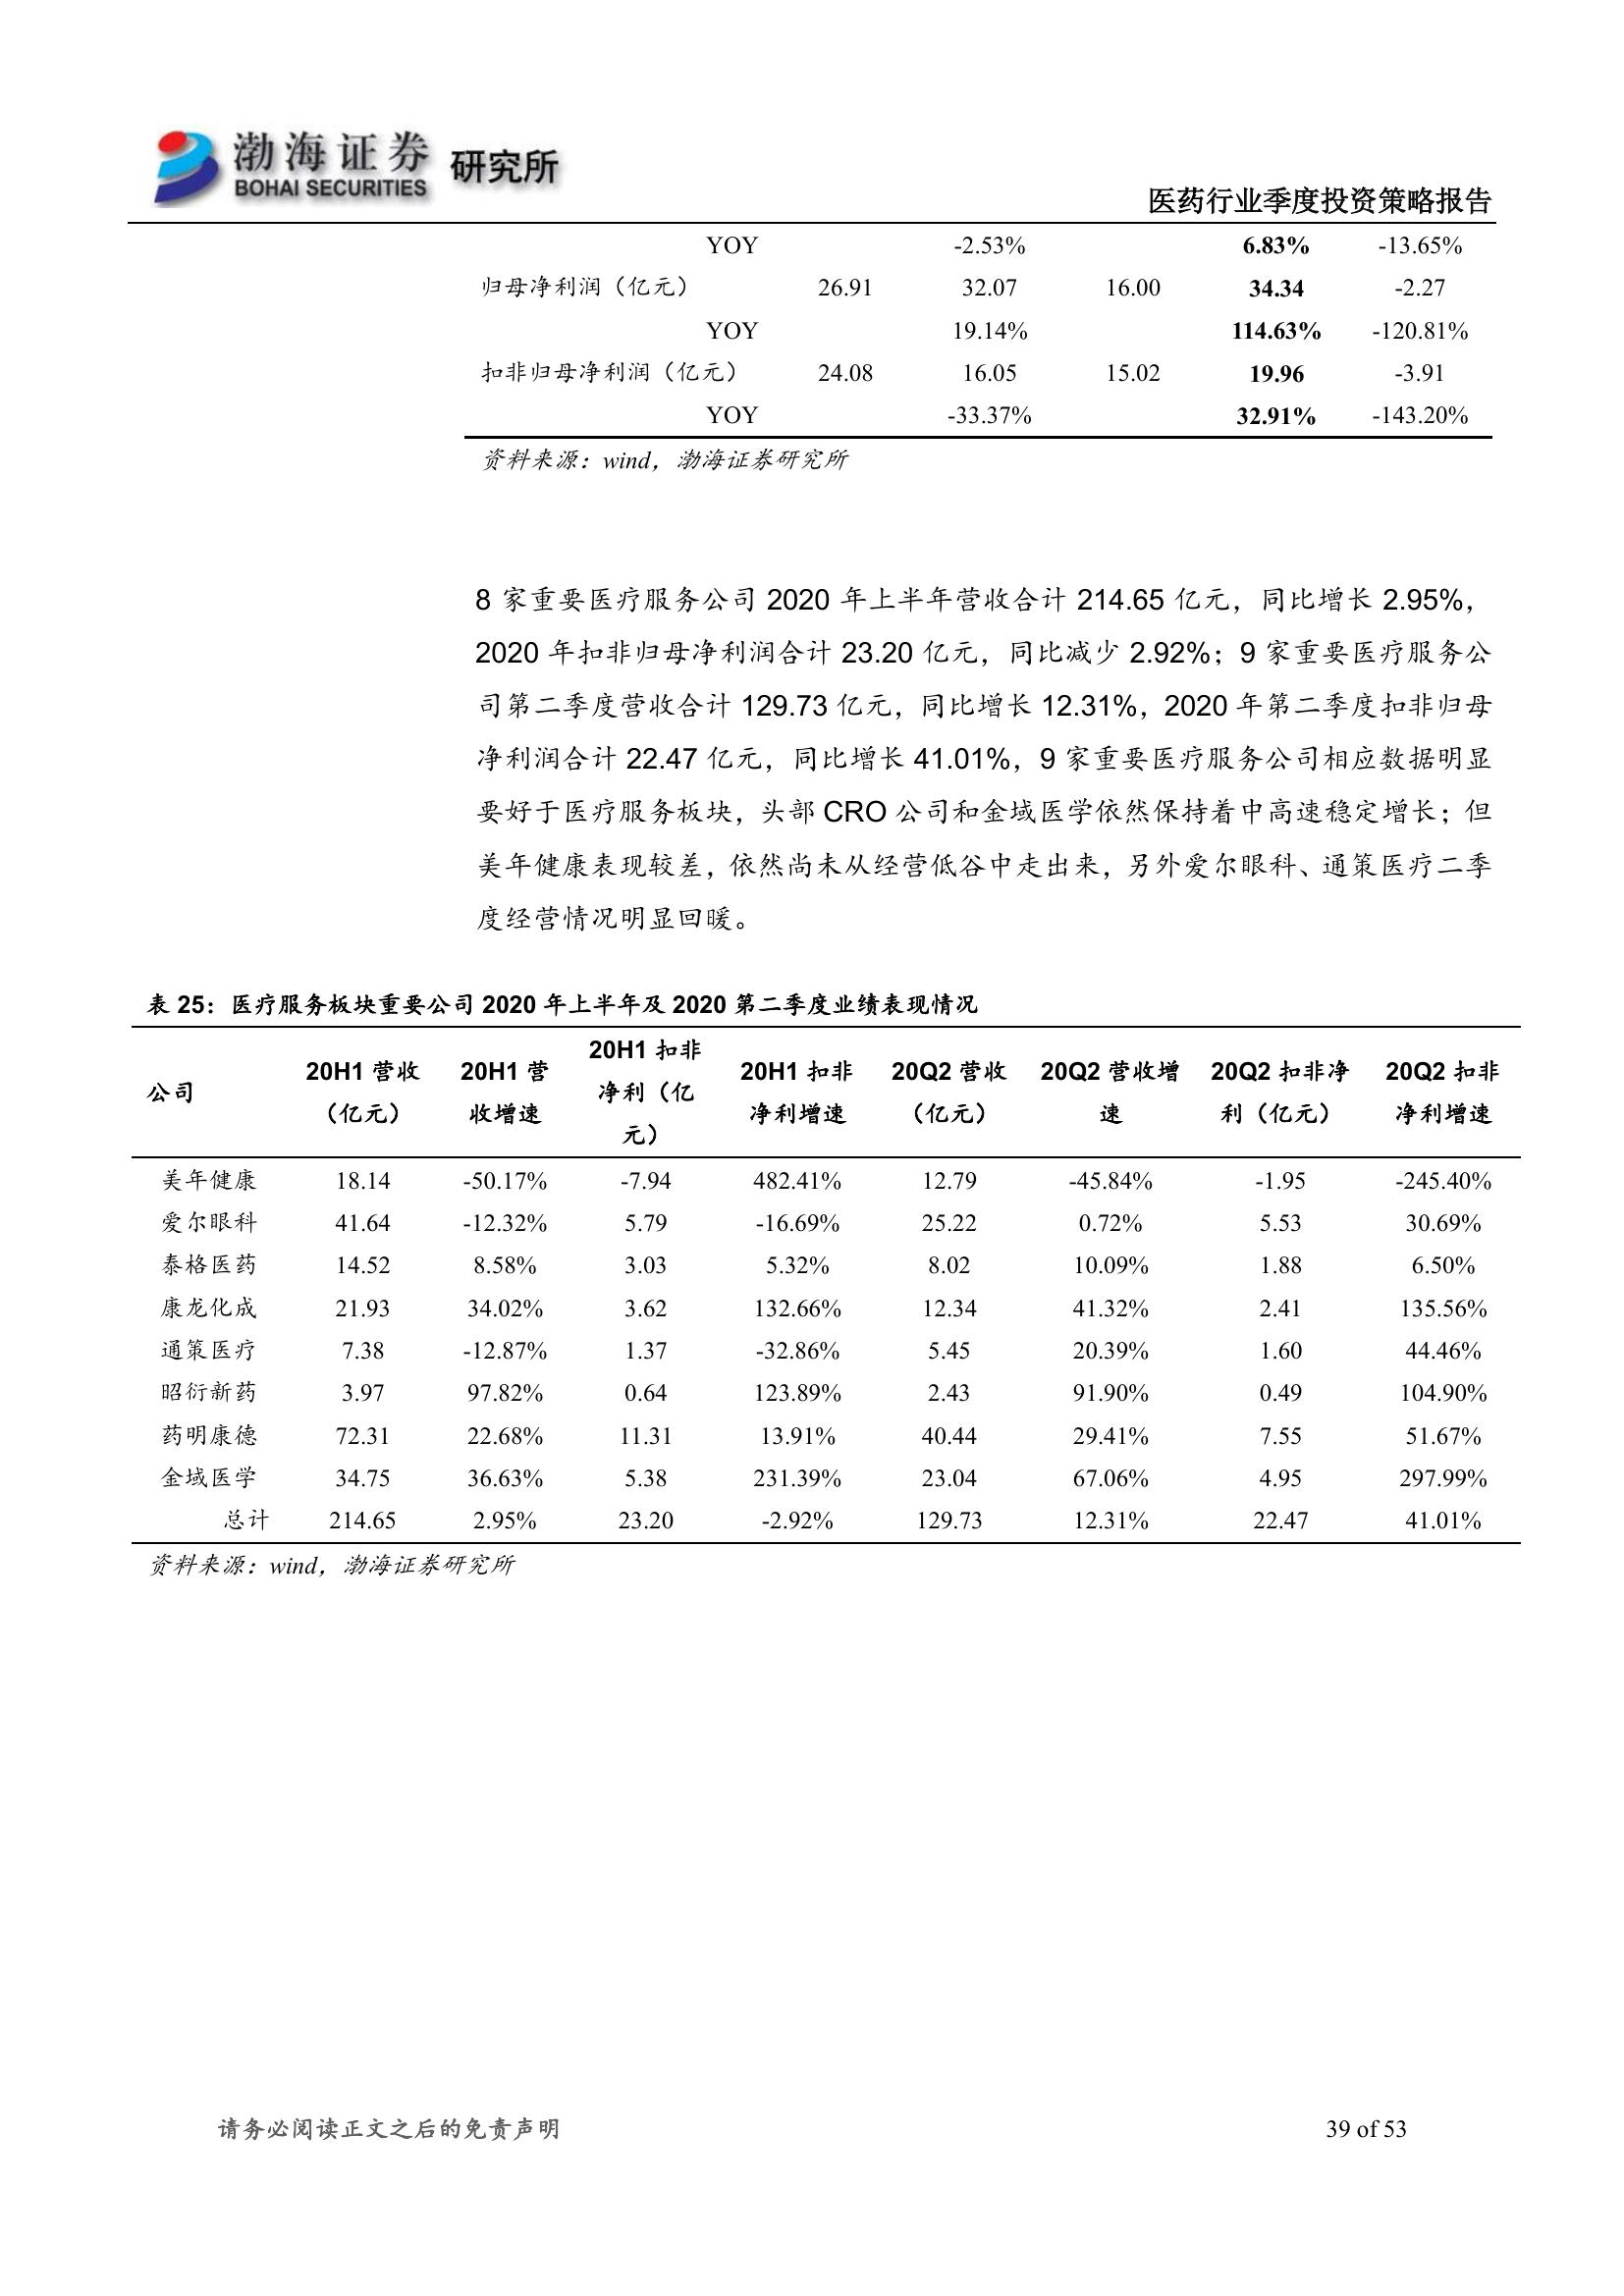 渤海证券 研究所
BOHAI SECURITIES
医药行业季度投资策略报告
YOY -2.53% 6.83% -13.65%
归母净利润（亿元） 26.91 32.07 16.00 34.34 -2.27
YOY 19.14% 114.63% -120.81%
扣非归母净利润（亿元） 24.08 16.05 15.02 19.96 -3.91
YOY -33.37% 32.91% -143.20%
资料来源：wind，渤海证券研究所
8 家重要医疗服务公司 2020 年上半年营收合计 214.65 亿元，同比增长 2.95%，
2020 年扣非归母净利润合计 23.20 亿元，同比减少 2.92%；9 家重要医疗服务公
司第二季度营收合计 129.73 亿元，同比增长 12.31%，2020 年第二季度扣非归母
净利润合计 22.47 亿元，同比增长 41.01%，9 家重要医疗服务公司相应数据明显
要好于医疗服务板块，头部 CRO 公司和金域医学依然保持着中高速稳定增长；但
美年健康表现较差，依然尚未从经营低谷中走出来，另外爱尔眼科、通策医疗二季
度经营情况明显回暖。
表 25：医疗服务板块重要公司 2020 年上半年及 2020 第二季度业绩表现情况
公司 20H1 营收（亿元） 20H1 营收增速 20H1 扣非净利（亿元） 20H1 扣非净利增速 20Q2 营收（亿元） 20Q2 营收增速 20Q2 扣非净利（亿元） 20Q2 扣非净利增速
美年健康 18.14 -50.17% -7.94 482.41% 12.79 -45.84% -1.95 -245.40%
爱尔眼科 41.64 -12.32% 5.79 -16.69% 25.22 0.72% 5.53 30.69%
泰格医药 14.52 8.58% 3.03 5.32% 8.02 10.09% 1.88 6.50%
康龙化成 21.93 34.02% 3.62 132.66% 12.34 41.32% 2.41 135.56%
通策医疗 7.38 -12.87% 1.37 -32.86% 5.45 20.39% 1.60 44.46%
昭衍新药 3.97 97.82% 0.64 123.89% 2.43 91.90% 0.49 104.90%
药明康德 72.31 22.68% 11.31 13.91% 40.44 29.41% 7.55 51.67%
金域医学 34.75 36.63% 5.38 231.39% 23.04 67.06% 4.95 297.99%
总计 214.65 2.95% 23.20 -2.92% 129.73 12.31% 22.47 41.01%
资料来源：wind，渤海证券研究所
请务必阅读正文之后的免责声明 39 of 53